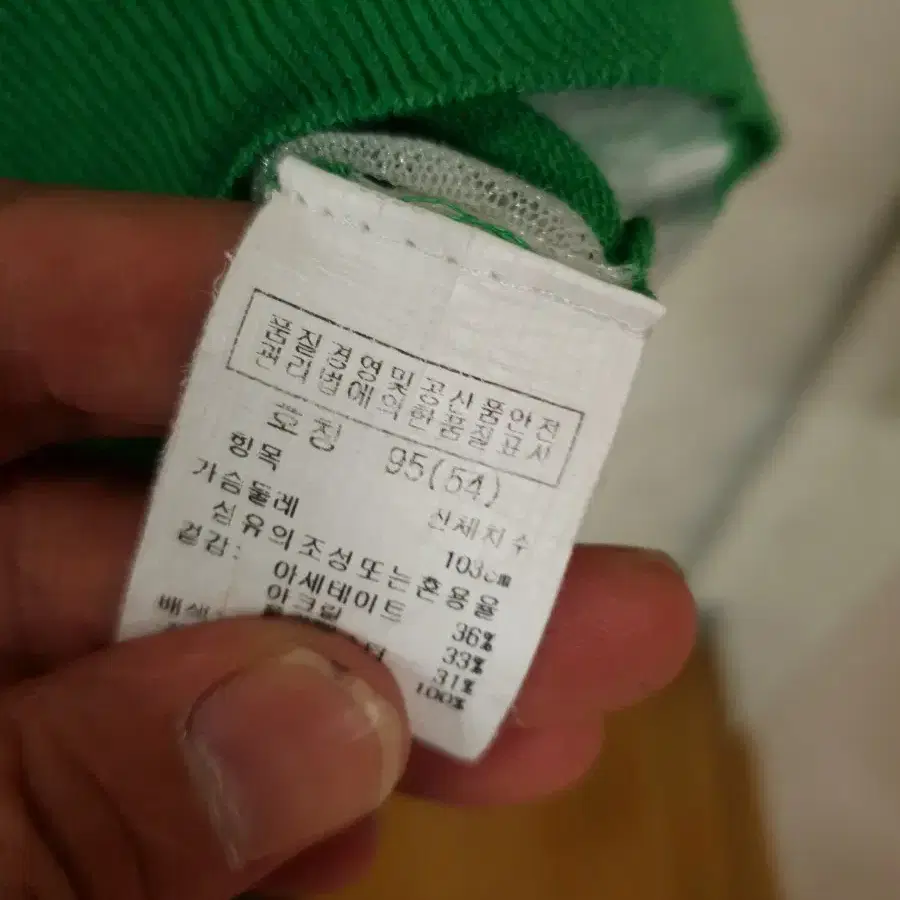 품질경영 및 공산품안전
관리법에 의한 품질표시
호칭 95(54)
항목 신체치수
가슴둘레 103cm
섬유의조성또는혼용율
겉감: 아세테이트 36%
아크릴 33%
31%
배색 100%